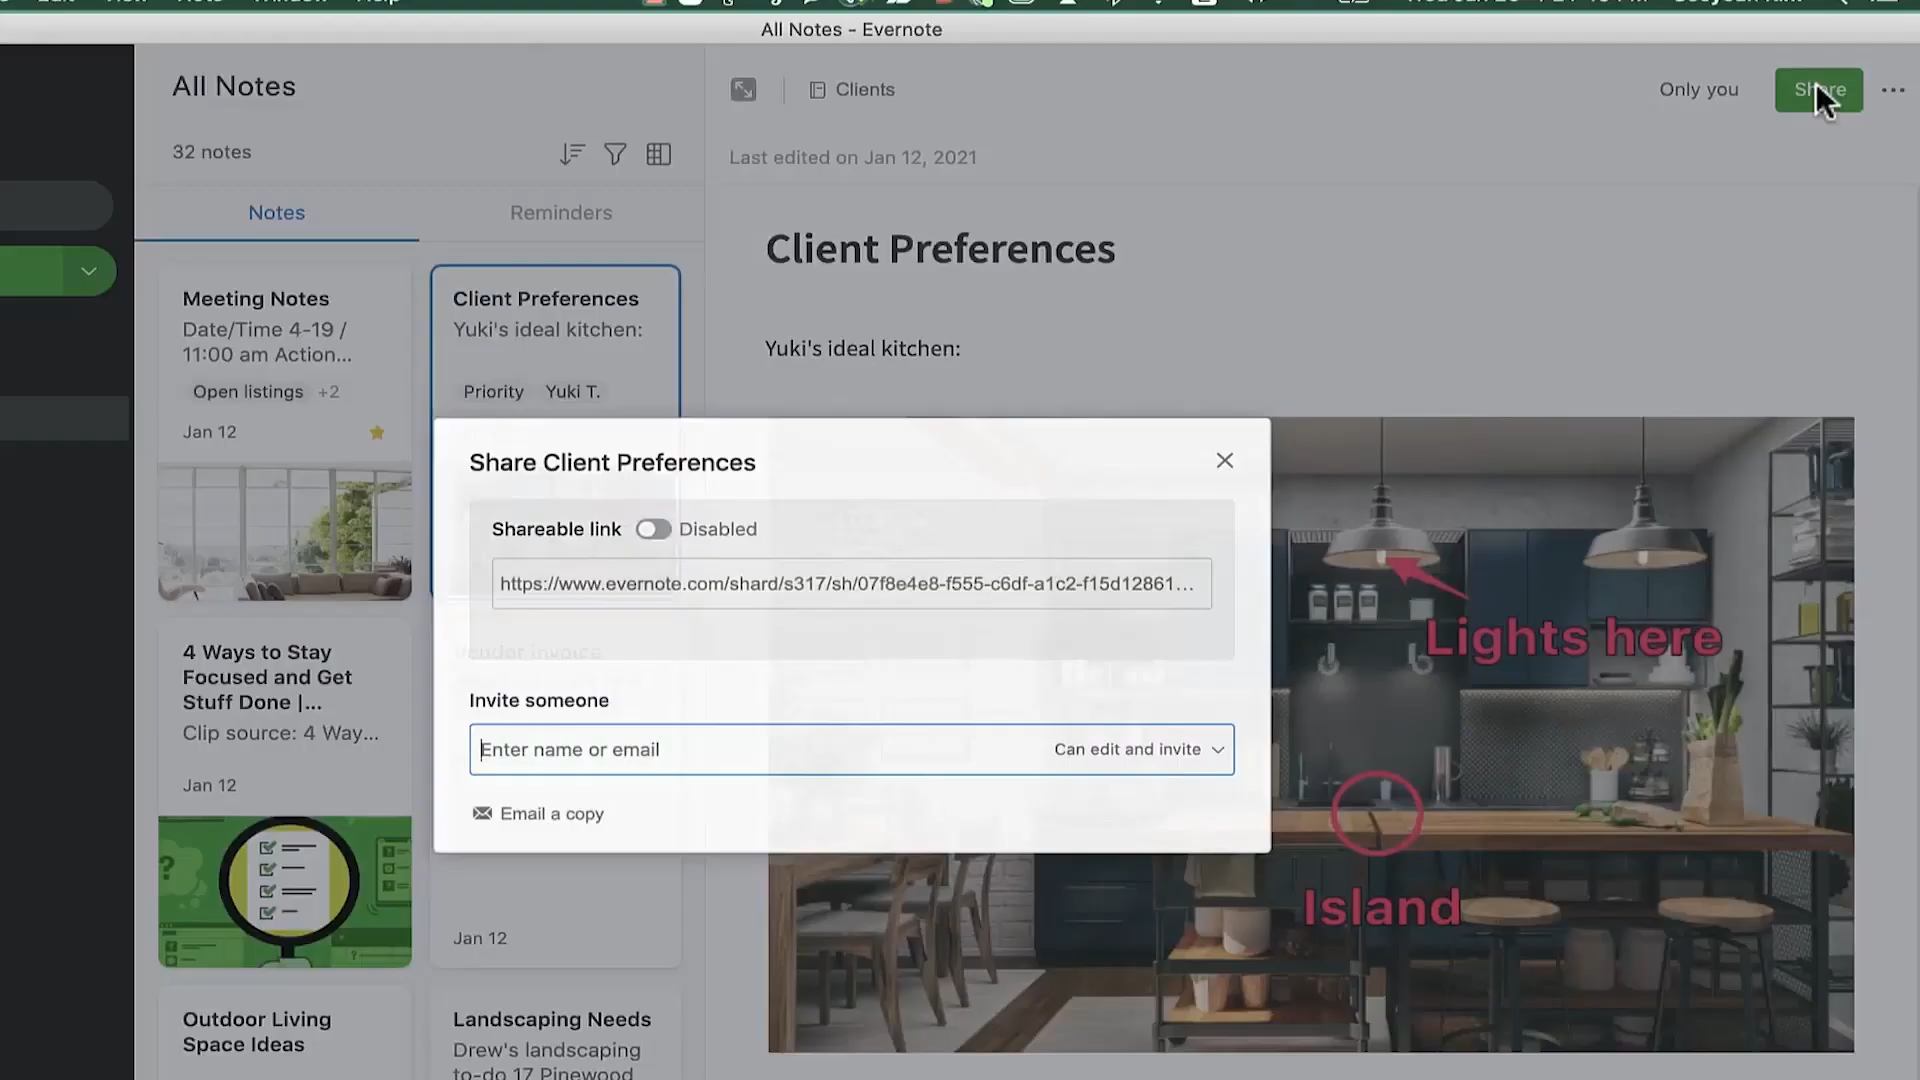 All Notes - Evernote
All Notes
32 notes
Notes
Reminders
Meeting Notes
Date/Time 4-19 /
11:00 am Action...
Open listings +2
Jan 12
Client Preferences
Yuki's ideal kitchen:
Priority Yuki T.
4 Ways to Stay
Focused and Get
Stuff Done |...
Clip source: 4 Way...
Jan 12
Vendor Invoice
Jan 12
Outdoor Living
Space Ideas
Landscaping Needs
Drew's landscaping
to-do 17 Pinewood
Clients
Only you
Share
Last edited on Jan 12, 2021
Client Preferences
Yuki's ideal kitchen:
Lights here
Island
Share Client Preferences
Shareable link Disabled
https://www.evernote.com/shard/s317/sh/07f8e4e8-f555-c6df-a1c2-f15d12861...
Invite someone
Enter name or email Can edit and invite
Email a copy